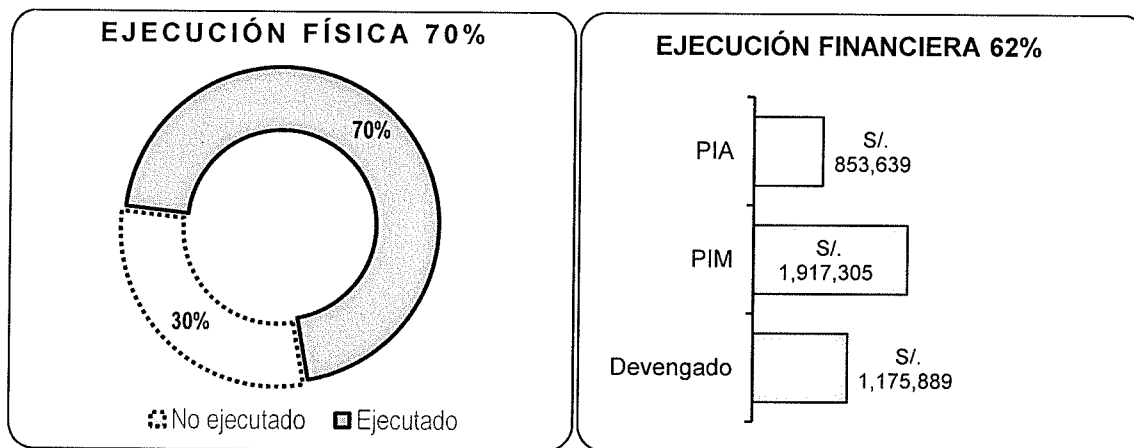 EJECUCIÓN FÍSICA 70%
70%
30%
No ejecutado Ejecutado
EJECUCIÓN FINANCIERA 62%
PIA
S/.
853,639
PIM
S/.
1,917,305
Devengado
S/.
1,175,889